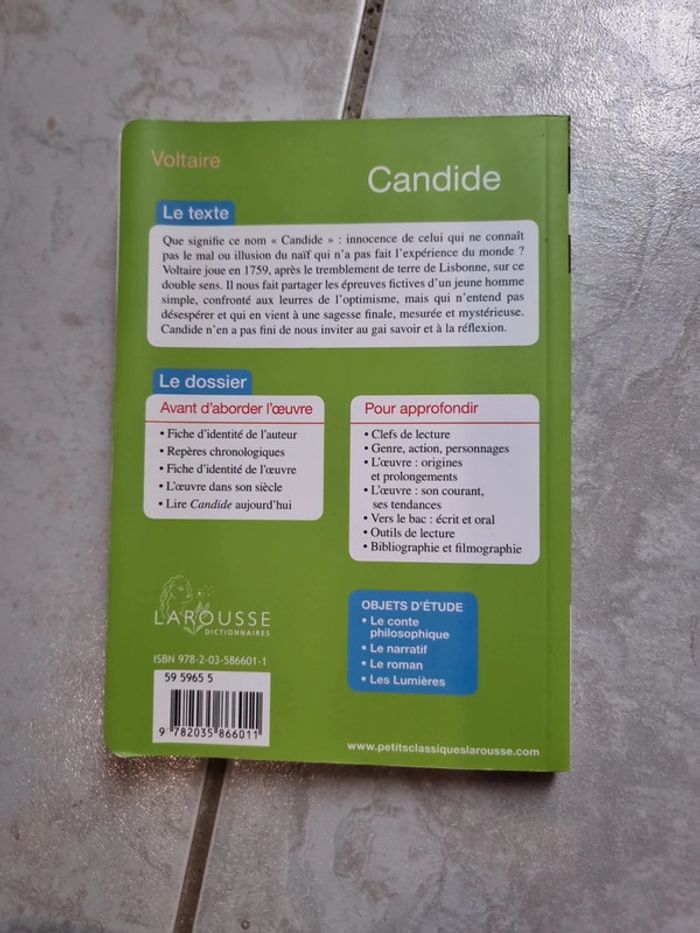 Voltaire
Candide
Le texte
Que signifie ce nom « Candide » : innocence de celui qui ne connaît
pas le mal ou illusion du naïf qui n'a pas fait l'expérience du monde ?
Voltaire joue en 1759, après le tremblement de terre de Lisbonne, sur ce
double sens. Il nous fait partager les épreuves fictives d'un jeune homme
simple, confronté aux leurres de l'optimisme, mais qui n'entend pas
désespérer et qui en vient à une sagesse finale, mesurée et mystérieuse.
Candide n'en a pas fini de nous inviter au gai savoir et à la réflexion.
Le dossier
Avant d'aborder l'œuvre
• Fiche d'identité de l'auteur
• Repères chronologiques
• Fiche d'identité de l'œuvre
• L'œuvre dans son siècle
• Lire Candide aujourd'hui
Pour approfondir
• Clefs de lecture
• Genre, action, personnages
• L'œuvre : origines
et prolongements
• L'œuvre : son courant,
ses tendances
• Vers le bac : écrit et oral
• Outils de lecture
• Bibliographie et filmographie
LAROUSSE
DICTIONNAIRES
OBJETS D'ÉTUDE
• Le conte
philosophique
• Le narratif
• Le roman
• Les Lumières
ISBN 978-2-03-586601-1
59 5965 5
9 782035 866011
www.petitsclassiqueslarousse.com